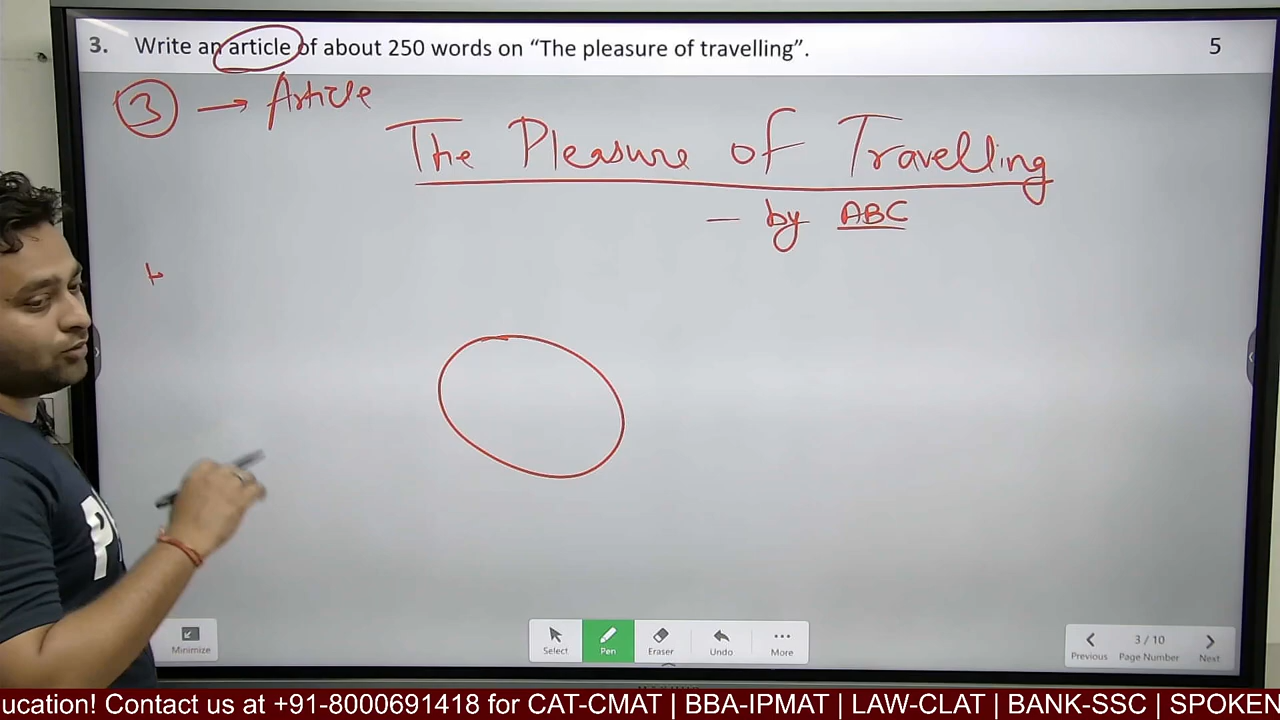 3. Write an article of about 250 words on “The pleasure of travelling”. 5
3 → Article
The Pleasure of Travelling
- by ABC
Minimize
Select Pen Eraser Undo More
Previous 3 / 10 Page Number Next
ucation! Contact us at +91-8000691418 for CAT-CMAT | BBA-IPMAT | LAW-CLAT | BANK-SSC | SPOKEN